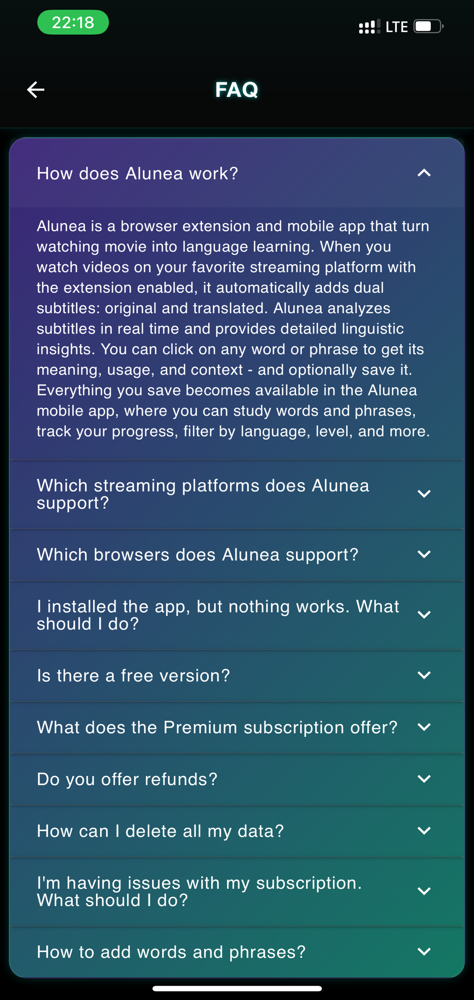 22:18
LTE
FAQ
How does Alunea work?
Alunea is a browser extension and mobile app that turn
watching movie into language learning. When you
watch videos on your favorite streaming platform with
the extension enabled, it automatically adds dual
subtitles: original and translated. Alunea analyzes
subtitles in real time and provides detailed linguistic
insights. You can click on any word or phrase to get its
meaning, usage, and context - and optionally save it.
Everything you save becomes available in the Alunea
mobile app, where you can study words and phrases,
track your progress, filter by language, level, and more.
Which streaming platforms does Alunea
support?
Which browsers does Alunea support?
I installed the app, but nothing works. What
should I do?
Is there a free version?
What does the Premium subscription offer?
Do you offer refunds?
How can I delete all my data?
I'm having issues with my subscription.
What should I do?
How to add words and phrases?